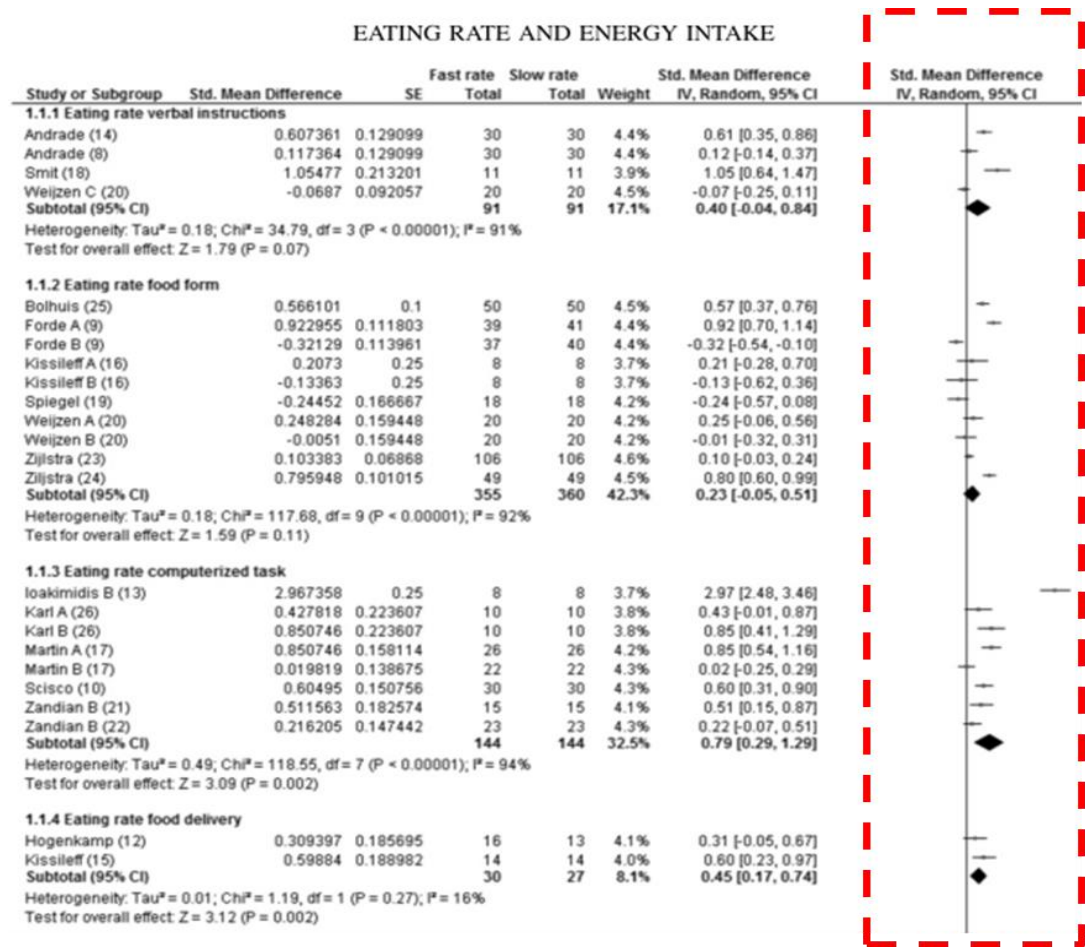 EATING RATE AND ENERGY INTAKE
Fast rate Slow rate Std. Mean Difference Std. Mean Difference
Study or Subgroup Std. Mean Difference SE Total Total Weight IV, Random, 95% CI IV, Random, 95% CI
1.1.1 Eating rate verbal instructions
Andrade (14) 0.607361 0.129099 30 30 4.4% 0.61 [0.35, 0.86]
Andrade (8) 0.117364 0.129099 30 30 4.4% 0.12 [-0.14, 0.37]
Smit (18) 1.05477 0.213201 11 11 3.9% 1.05 [0.64, 1.47]
Weijzen C (20) -0.0687 0.092057 20 20 4.5% -0.07 [-0.25, 0.11]
Subtotal (95% CI) 91 91 17.1% 0.40 [-0.04, 0.84]
Heterogeneity: Tau² = 0.18; Chi² = 34.79, df = 3 (P < 0.00001); I² = 91%
Test for overall effect: Z = 1.79 (P = 0.07)
1.1.2 Eating rate food form
Bolhuis (25) 0.566101 0.1 50 50 4.5% 0.57 [0.37, 0.76]
Forde A (9) 0.922955 0.111803 39 41 4.4% 0.92 [0.70, 1.14]
Forde B (9) -0.32129 0.113961 37 40 4.4% -0.32 [-0.54, -0.10]
Kissileff A (16) 0.2073 0.25 8 8 3.7% 0.21 [-0.28, 0.70]
Kissileff B (16) -0.13363 0.25 8 8 3.7% -0.13 [-0.62, 0.36]
Spiegel (19) -0.24452 0.166667 18 18 4.2% -0.24 [-0.57, 0.08]
Weijzen A (20) 0.248284 0.159448 20 20 4.2% 0.25 [-0.06, 0.56]
Weijzen B (20) -0.0051 0.159448 20 20 4.2% -0.01 [-0.32, 0.31]
Zijlstra (23) 0.103383 0.06868 106 106 4.6% 0.10 [-0.03, 0.24]
Ziljstra (24) 0.795948 0.101015 49 49 4.5% 0.80 [0.60, 0.99]
Subtotal (95% CI) 355 360 42.3% 0.23 [-0.05, 0.51]
Heterogeneity: Tau² = 0.18; Chi² = 117.68, df = 9 (P < 0.00001); I² = 92%
Test for overall effect: Z = 1.59 (P = 0.11)
1.1.3 Eating rate computerized task
Ioakimidis B (13) 2.967358 0.25 8 8 3.7% 2.97 [2.48, 3.46]
Karl A (26) 0.427818 0.223607 10 10 3.8% 0.43 [-0.01, 0.87]
Karl B (26) 0.850746 0.223607 10 10 3.8% 0.85 [0.41, 1.29]
Martin A (17) 0.850746 0.158114 26 26 4.2% 0.85 [0.54, 1.16]
Martin B (17) 0.019819 0.138675 22 22 4.3% 0.02 [-0.25, 0.29]
Scisco (10) 0.60495 0.150756 30 30 4.3% 0.60 [0.31, 0.90]
Zandian B (21) 0.511563 0.182574 15 15 4.1% 0.51 [0.15, 0.87]
Zandian B (22) 0.216205 0.147442 23 23 4.3% 0.22 [-0.07, 0.51]
Subtotal (95% CI) 144 144 32.5% 0.79 [0.29, 1.29]
Heterogeneity: Tau² = 0.49; Chi² = 118.55, df = 7 (P < 0.00001); I² = 94%
Test for overall effect: Z = 3.09 (P = 0.002)
1.1.4 Eating rate food delivery
Hogenkamp (12) 0.309397 0.185695 16 13 4.1% 0.31 [-0.05, 0.67]
Kissileff (15) 0.59884 0.188982 14 14 4.0% 0.60 [0.23, 0.97]
Subtotal (95% CI) 30 27 8.1% 0.45 [0.17, 0.74]
Heterogeneity: Tau² = 0.01; Chi² = 1.19, df = 1 (P = 0.27); I² = 16%
Test for overall effect: Z = 3.12 (P = 0.002)